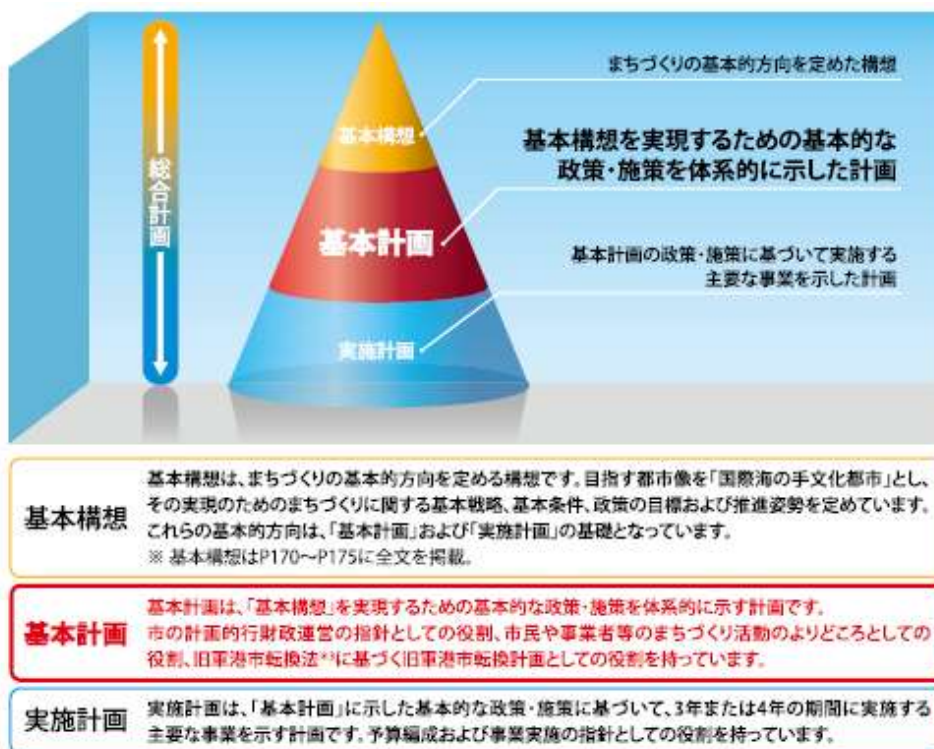 総合計画
基本構想
まちづくりの基本的方向を定めた構想
基本計画
基本構想を実現するための基本的な
政策・施策を体系的に示した計画
実施計画
基本計画の政策・施策に基づいて実施する
主要な事業を示した計画
基本構想
基本構想は、まちづくりの基本的方向を定める構想です。目指す都市像を「国際海の手文化都市」とし、
その実現のためのまちづくりに関する基本戦略、基本条件、政策の目標および推進姿勢を定めています。
これらの基本的方向は、「基本計画」および「実施計画」の基礎となっています。
※ 基本構想はP170～P175に全文を掲載。
基本計画
基本計画は、「基本構想」を実現するための基本的な政策・施策を体系的に示す計画です。
市の計画的行財政運営の指針としての役割、市民や事業者等のまちづくり活動のよりどころとしての
役割、旧軍港市転換法に基づく旧軍港市転換計画としての役割を持っています。
実施計画
実施計画は、「基本計画」に示した基本的な政策・施策に基づいて、3年または4年の期間に実施する
主要な事業を示す計画です。予算編成および事業実施の指針としての役割を持っています。